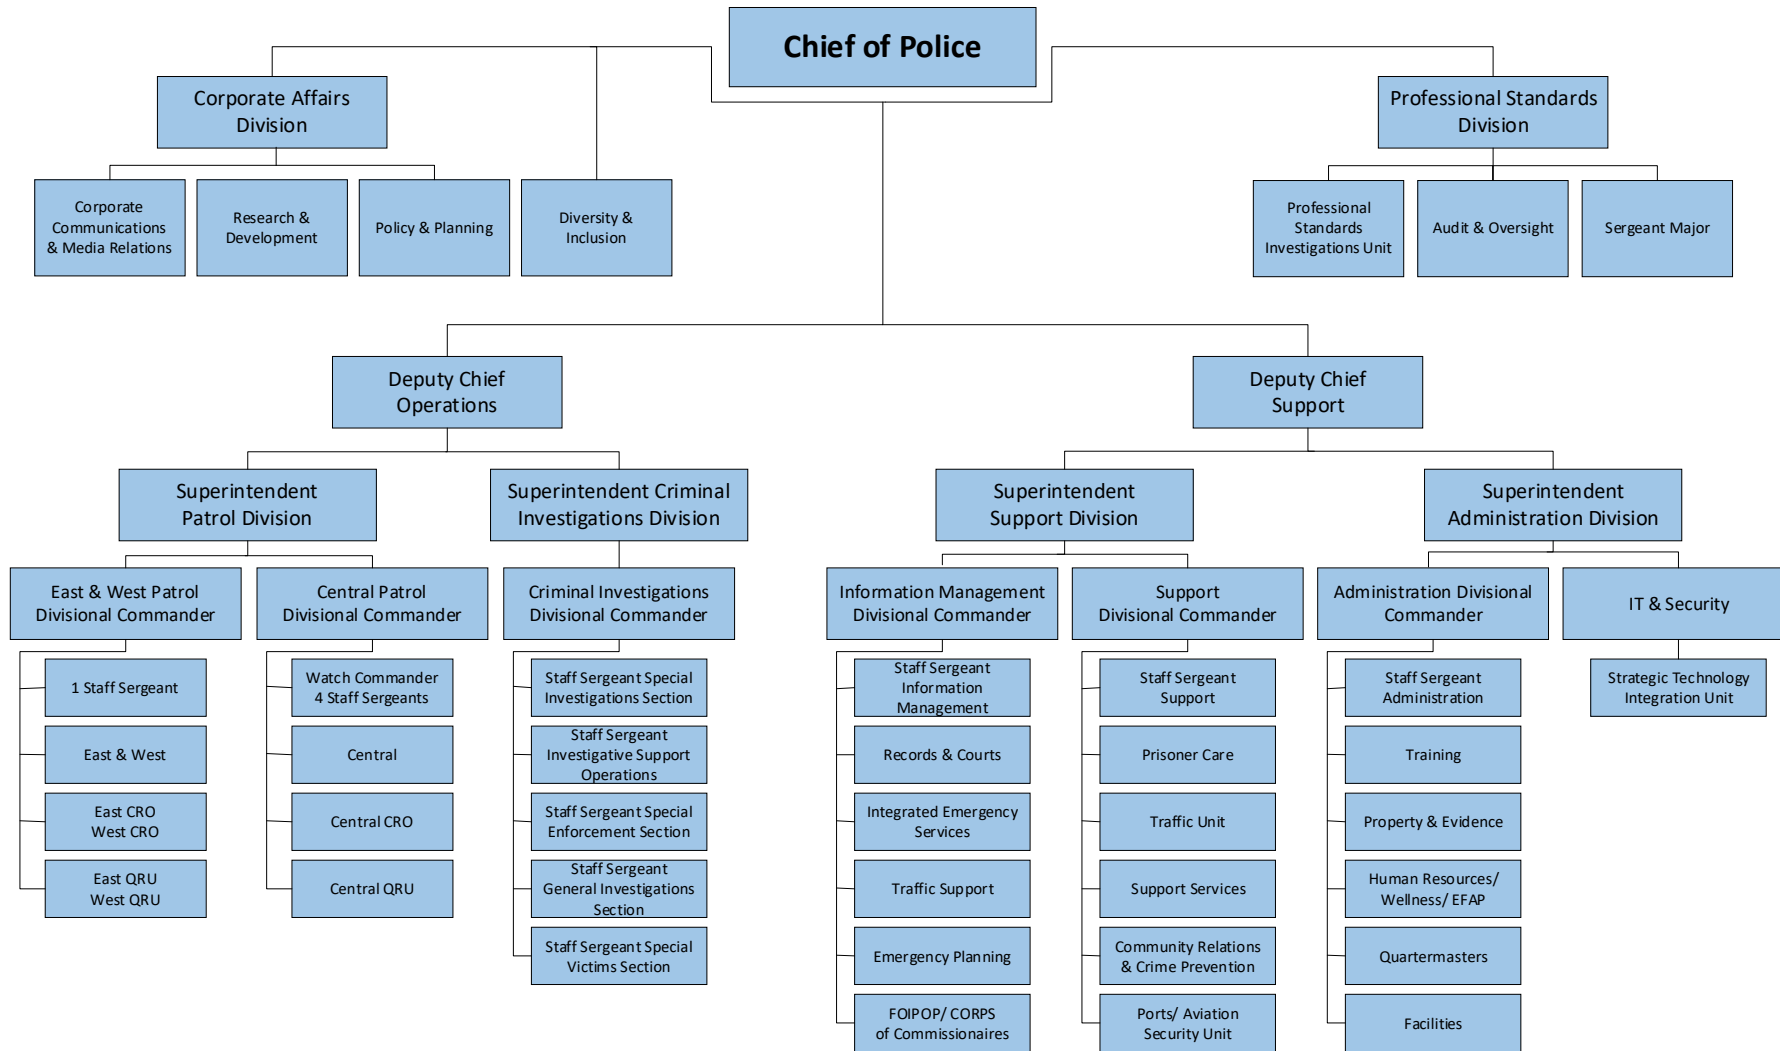 Chief of Police
Corporate Affairs
Division
Professional Standards
Division
Corporate
Communications
& Media Relations
Research &
Development
Policy & Planning
Diversity &
Inclusion
Professional
Standards
Investigations Unit
Audit & Oversight
Sergeant Major
Deputy Chief
Operations
Deputy Chief
Support
Superintendent
Patrol Division
Superintendent Criminal
Investigations Division
Superintendent
Support Division
Superintendent
Administration Division
East & West Patrol
Divisional Commander
Central Patrol
Divisional Commander
Criminal Investigations
Divisional Commander
Information Management
Divisional Commander
Support
Divisional Commander
Administration Divisional
Commander
IT & Security
1 Staff Sergeant
East & West
East CRO
West CRO
East QRU
West QRU
Watch Commander
4 Staff Sergeants
Central
Central CRO
Central QRU
Staff Sergeant Special
Investigations Section
Staff Sergeant
Investigative Support
Operations
Staff Sergeant Special
Enforcement Section
Staff Sergeant
General Investigations
Section
Staff Sergeant Special
Victims Section
Staff Sergeant
Information
Management
Records & Courts
Integrated Emergency
Services
Traffic Support
Emergency Planning
FOIPOP/ CORPS
of Commissionaires
Staff Sergeant
Support
Prisoner Care
Traffic Unit
Support Services
Community Relations
& Crime Prevention
Ports/ Aviation
Security Unit
Staff Sergeant
Administration
Training
Property & Evidence
Human Resources/
Wellness/ EFAP
Quartermasters
Facilities
Strategic Technology
Integration Unit